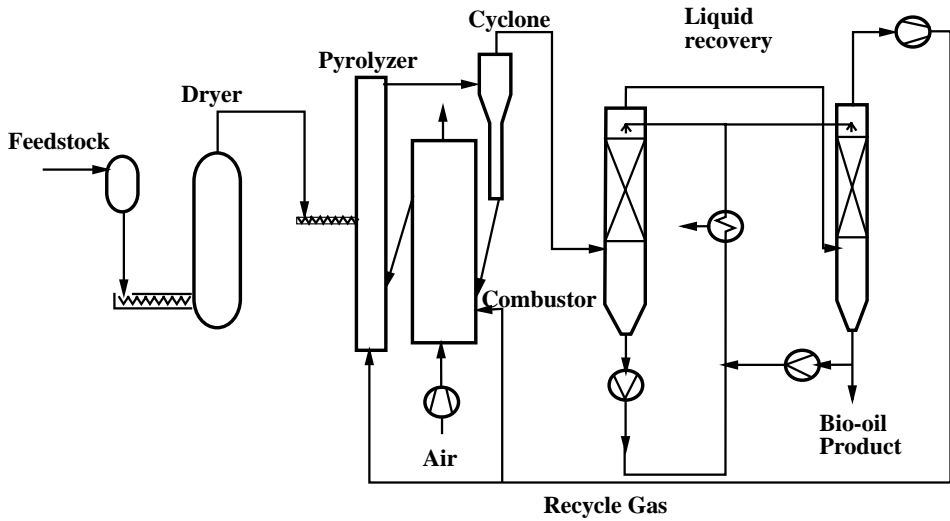 Cyclone
Liquid
recovery
Pyrolyzer
Dryer
Feedstock
Combustor
Air
Bio-oil
Product
Recycle Gas